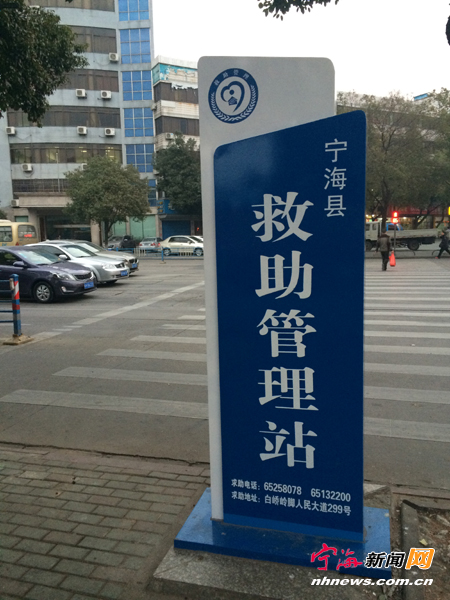 宁海县
救助管理站
求助电话：65258078 65132200
求助地址：白峤岭脚人民大道299号
宁海新闻网
nhnews.com.cn